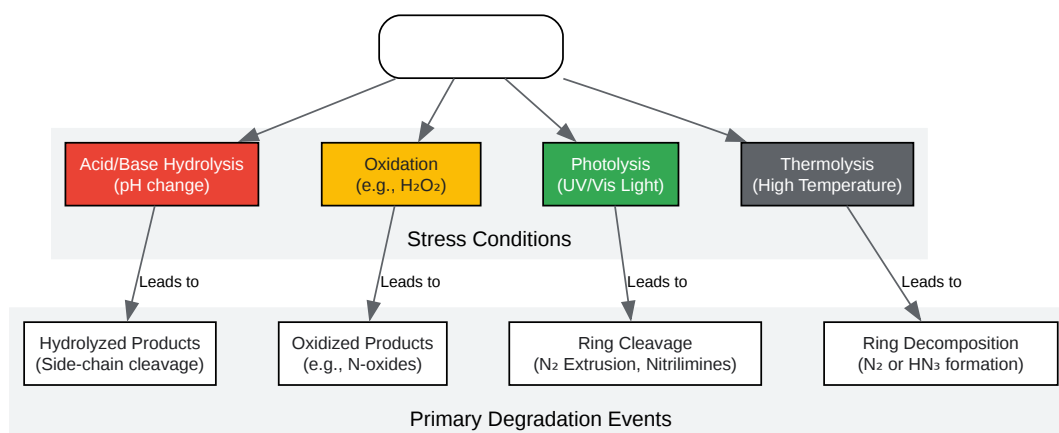 Acid/Base Hydrolysis
(pH change)
Oxidation
(e.g., H₂O₂)
Photolysis
(UV/Vis Light)
Thermolysis
(High Temperature)
Stress Conditions
Leads to
Leads to
Leads to
Leads to
Hydrolyzed Products
(Side-chain cleavage)
Oxidized Products
(e.g., N-oxides)
Ring Cleavage
(N₂ Extrusion, Nitrilimines)
Ring Decomposition
(N₂ or HN₃ formation)
Primary Degradation Events